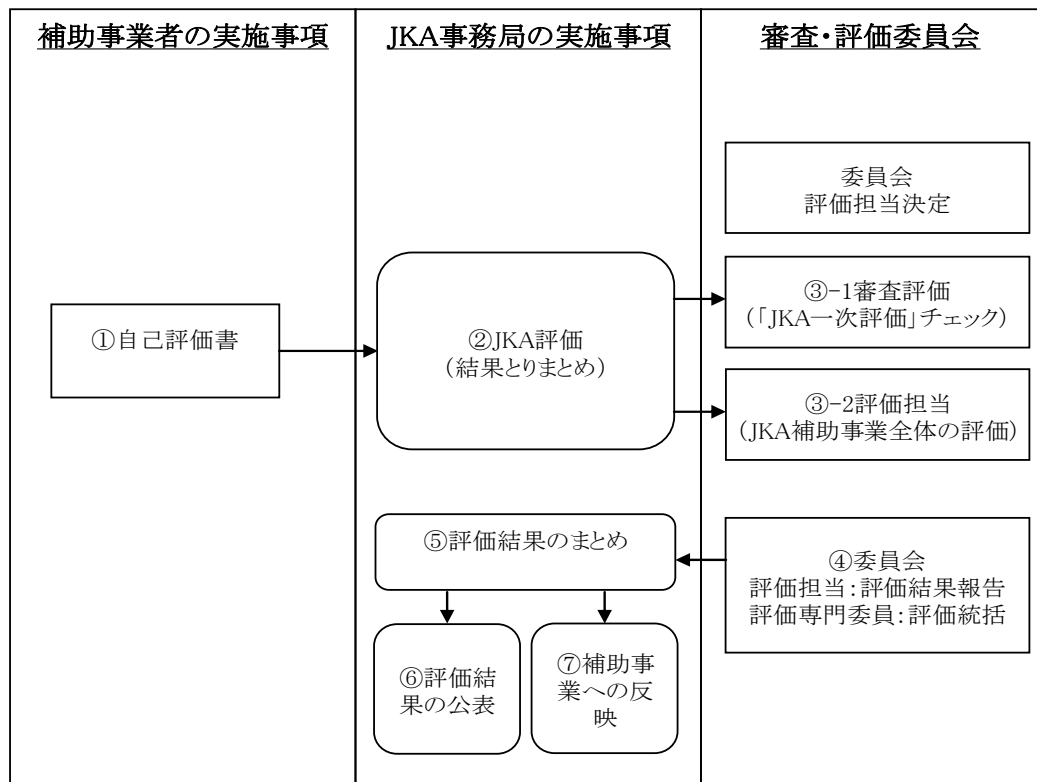 補助事業者の実施事項
JKA事務局の実施事項
審査・評価委員会
委員会
評価担当決定
①自己評価書
②JKA評価
（結果とりまとめ）
③-1審査評価
（「JKA一次評価」チェック）
③-2評価担当
（JKA補助事業全体の評価）
④委員会
評価担当：評価結果報告
評価専門委員：評価統括
⑤評価結果のまとめ
⑥評価結
果の公表
⑦補助事
業への反
映